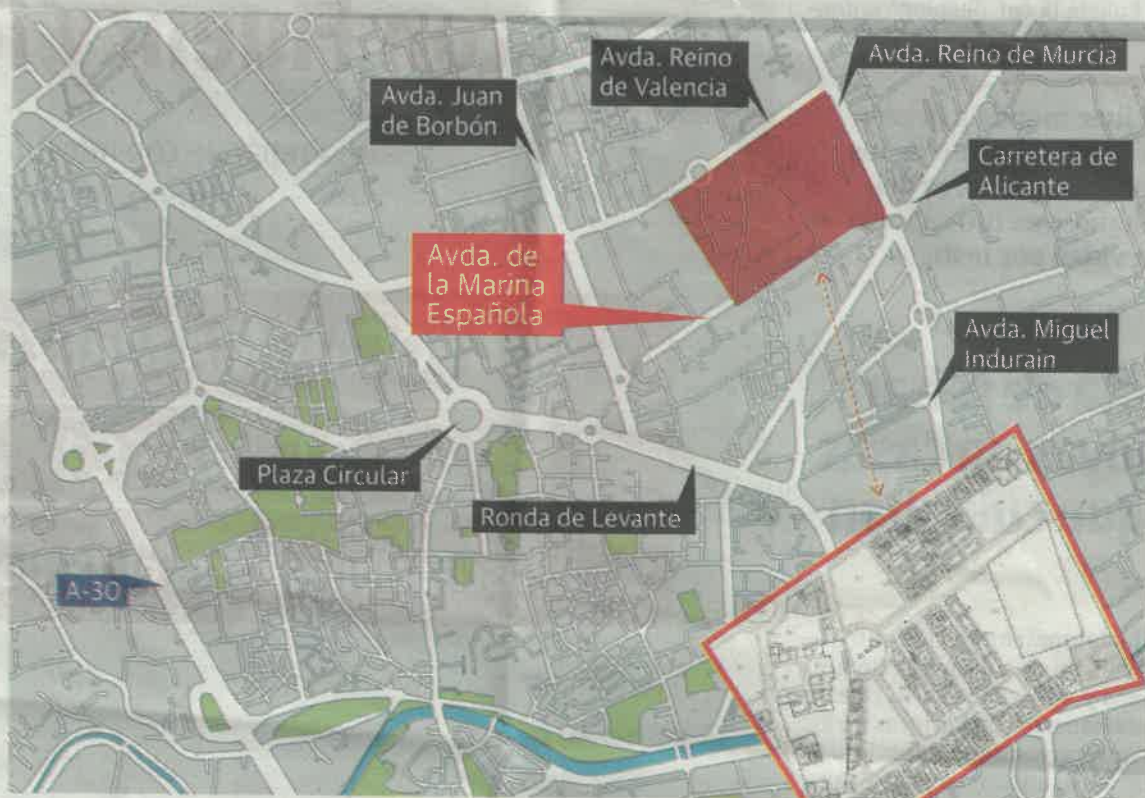 Avda. Reino
de Valencia
Avda. Reino de Murcia
Avda. Juan
de Borbón
Carretera de
Alicante
Avda. de
la Marina
Española
Avda. Miguel
Indurain
Plaza Circular
Ronda de Levante
A-30